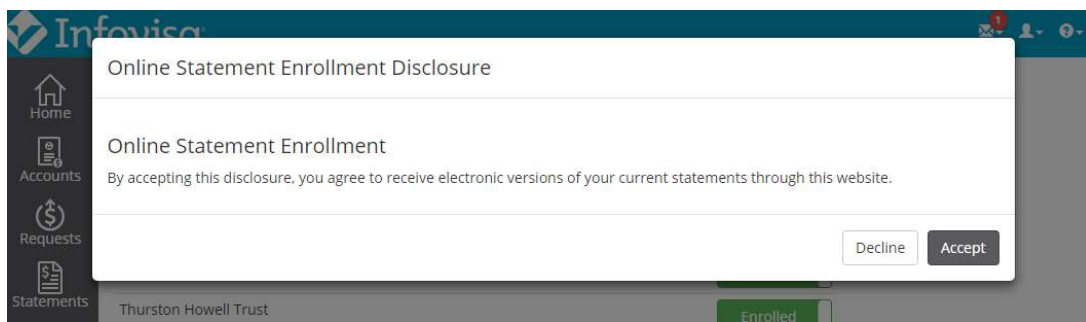 Infovisa
1
Online Statement Enrollment Disclosure
Home
Online Statement Enrollment
Accounts
By accepting this disclosure, you agree to receive electronic versions of your current statements through this website.
Requests
Decline
Accept
Statements
Thurston Howell Trust
Enrolled